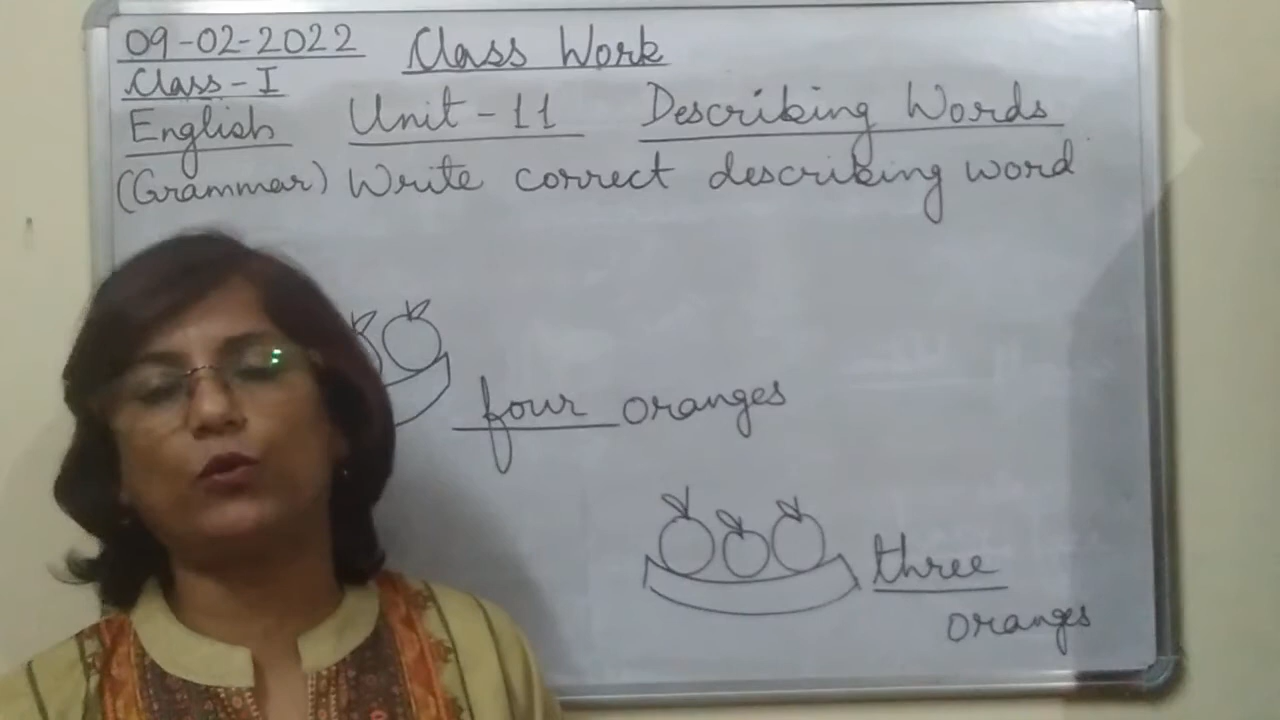 09-02-2022 Class Work
Class-I
English Unit-11 Describing Words
(Grammar) Write correct describing word
four oranges
three
oranges